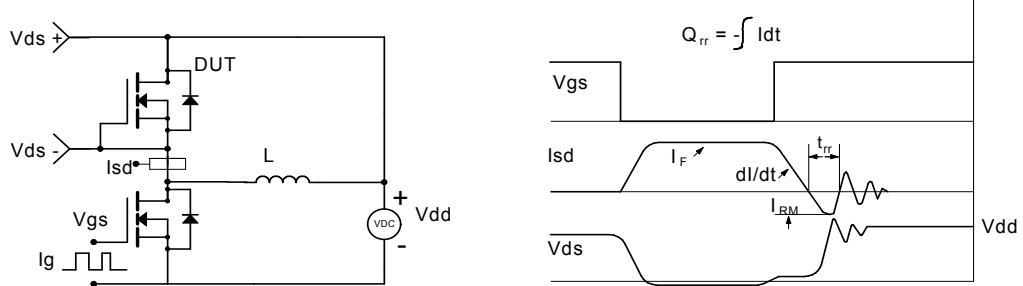 Vds +
DUT
Vds -
Isd
L
Vgs
Ig
+
VDC
-
Vdd
Q rr = - ∫ Idt
Vgs
Isd
I F
dI/dt
t rr
I RM
Vds
Vdd